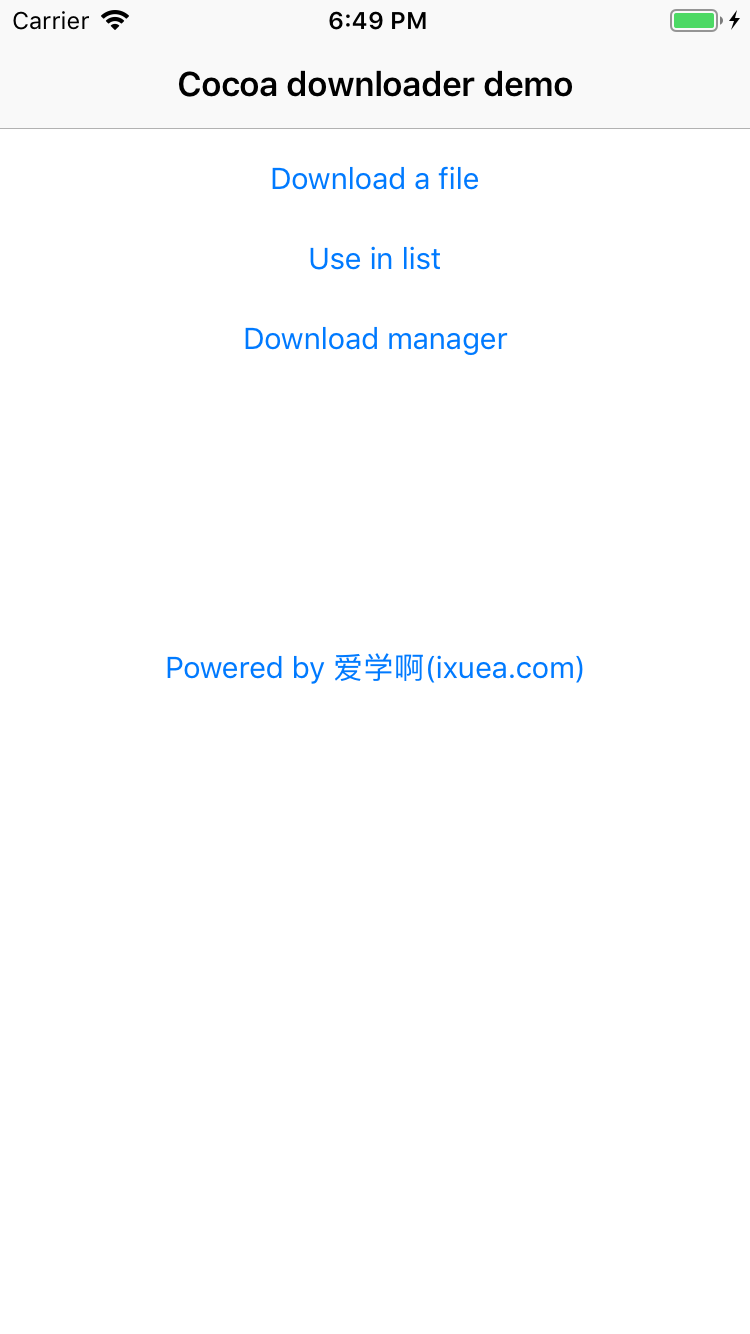 Carrier 6:49 PM
Cocoa downloader demo
Download a file
Use in list
Download manager
Powered by 爱学啊(ixuea.com)